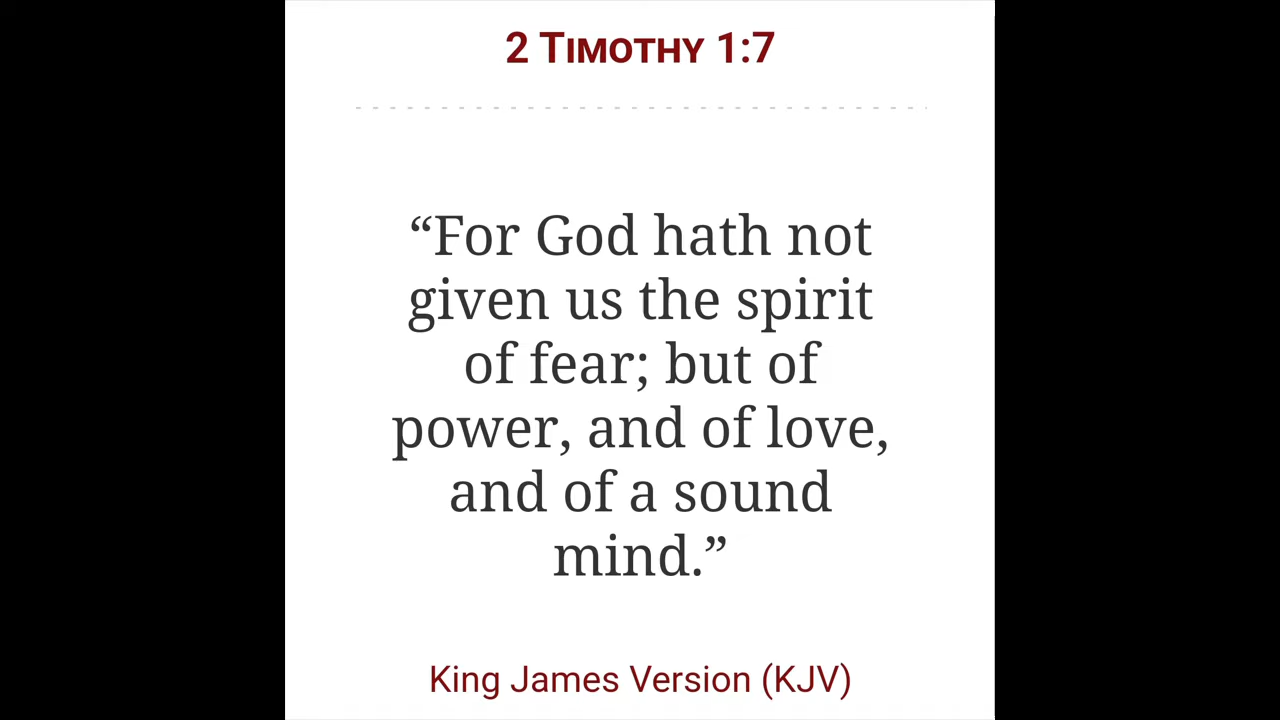 2 Timothy 1:7
“For God hath not
given us the spirit
of fear; but of
power, and of love,
and of a sound
mind.”
King James Version (KJV)